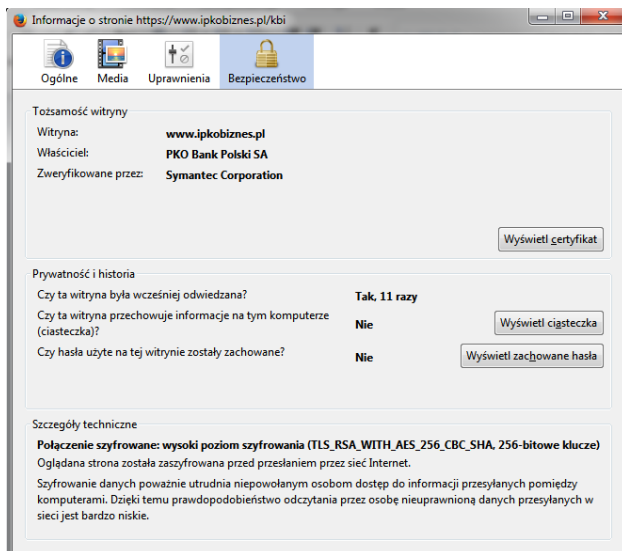 Informacje o stronie https://www.ipkobiznes.pl/kbi
Ogólne Media Uprawnienia Bezpieczeństwo
Tożsamość witryny
Witryna: www.ipkobiznes.pl
Właściciel: PKO Bank Polski SA
Zweryfikowane przez: Symantec Corporation
Wyświetl certyfikat
Prywatność i historia
Czy ta witryna była wcześniej odwiedzana? Tak, 11 razy
Czy ta witryna przechowuje informacje na tym komputerze
(ciasteczka)? Nie Wyświetl ciasteczka
Czy hasła użyte na tej witrynie zostały zachowane? Nie Wyświetl zachowane hasła
Szczegóły techniczne
Połączenie szyfrowane: wysoki poziom szyfrowania (TLS_RSA_WITH_AES_256_CBC_SHA, 256-bitowe klucze)
Oglądana strona została zaszyfrowana przed przesłaniem przez sieć Internet.
Szyfrowanie danych poważnie utrudnia niepowołanym osobom dostęp do informacji przesyłanych pomiędzy
komputerami. Dzięki temu prawdopodobieństwo odczytania przez osobę nieuprawnioną danych przesyłanych w
sieci jest bardzo niskie.